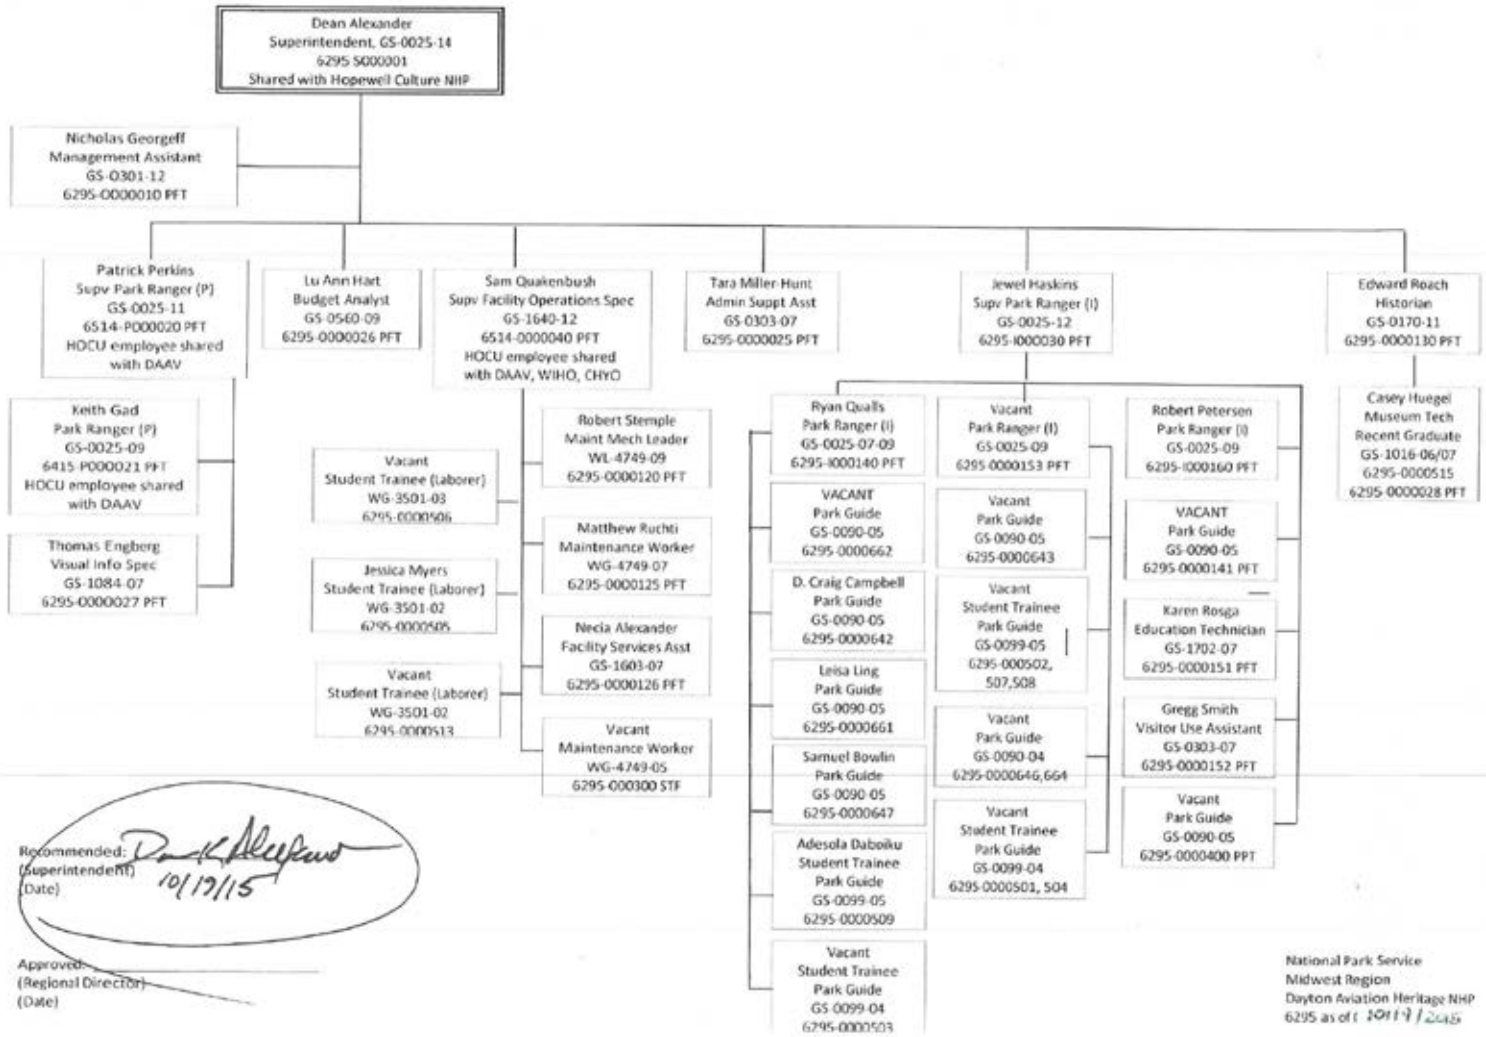 Dean Alexander
Superintendent, GS-0025-14
6295 S000001
Shared with Hopewell Culture NHP
Nicholas Georgeff
Management Assistant
GS-0301-12
6295-OD00010 PFT
Patrick Perkins
Supv Park Ranger (P)
GS-0025-11
6514-P000020 PFT
HOCU employee shared
with DAAV
Keith Gad
Park Ranger (P)
GS-0025-09
6415-P000021 PFT
HOCU employee shared
with DAAV
Thomas Engberg
Visual Info Spec
GS-1084-07
6295-0000027 PFT
Lu Ann Hart
Budget Analyst
GS-0560-09
6295-0000026 PFT
Sam Quakenbush
Supv Facility Operations Spec
GS-1640-12
6514-0000040 PFT
HOCU employee shared
with DAAV, WIHO, CHYO
Vacant
Student Trainee (Laborer)
WG-3501-03
6295-0000506
Jessica Myers
Student Trainee (Laborer)
WG-3501-02
6295-0000505
Vacant
Student Trainee (Laborer)
WG-3501-02
6295-0000513
Robert Stemple
Maint Mech Leader
WL-4749-09
6295-0000120 PFT
Matthew Ruchti
Maintenance Worker
WG-4749-07
6295-0000125 PFT
Necia Alexander
Facility Services Asst
GS-1603-07
6295-0000126 PFT
Vacant
Maintenance Worker
WG-4749-05
6295-000300 STF
Tara Miller-Hunt
Admin Suppt Asst
GS-0303-07
6295-0000025 PFT
Jewel Haskins
Supv Park Ranger (I)
GS-0025-12
6295-I000030 PFT
Ryan Qualls
Park Ranger (I)
GS-0025-07-09
6295-I000140 PFT
VACANT
Park Guide
GS-0090-05
6295-0000662
D. Craig Campbell
Park Guide
GS-0090-05
6295-0000642
Leisa Ling
Park Guide
GS-0090-05
6295-0000661
Samuel Bowlin
Park Guide
GS-0090-05
6295-0000647
Adesola Daboiku
Student Trainee
Park Guide
GS-0099-05
6295-0000509
Vacant
Student Trainee
Park Guide
GS-0099-04
6295-0000503
Vacant
Park Ranger (I)
GS-0025-09
6295-0000153 PFT
Vacant
Park Guide
GS-0090-05
6295-0000643
Vacant
Student Trainee
Park Guide
GS-0099-05
6295-000502,
507,508
Vacant
Park Guide
GS-0090-04
6295-0000646,664
Vacant
Student Trainee
Park Guide
GS-0099-04
6295-0000501, 504
Robert Petersen
Park Ranger (I)
GS-0025-09
6295-I000160 PFT
VACANT
Park Guide
GS-0090-05
6295-0000141 PFT
Karen Rosga
Education Technician
GS-1702-07
6295-0000151 PFT
Gregg Smith
Visitor Use Assistant
GS-0303-07
6295-0000152 PFT
Vacant
Park Guide
GS-0090-05
6295-0000400 PPT
Edward Roach
Historian
GS-0170-11
6295-0000130 PFT
Casey Huegel
Museum Tech
Recent Graduate
GS-1016-06/07
6295-0000515
6295-0000028 PFT
Recommended:
(Superintendent)
(Date)
10/19/15
Approved:
(Regional Director)
(Date)
National Park Service
Midwest Region
Dayton Aviation Heritage NHP
6295 as of: